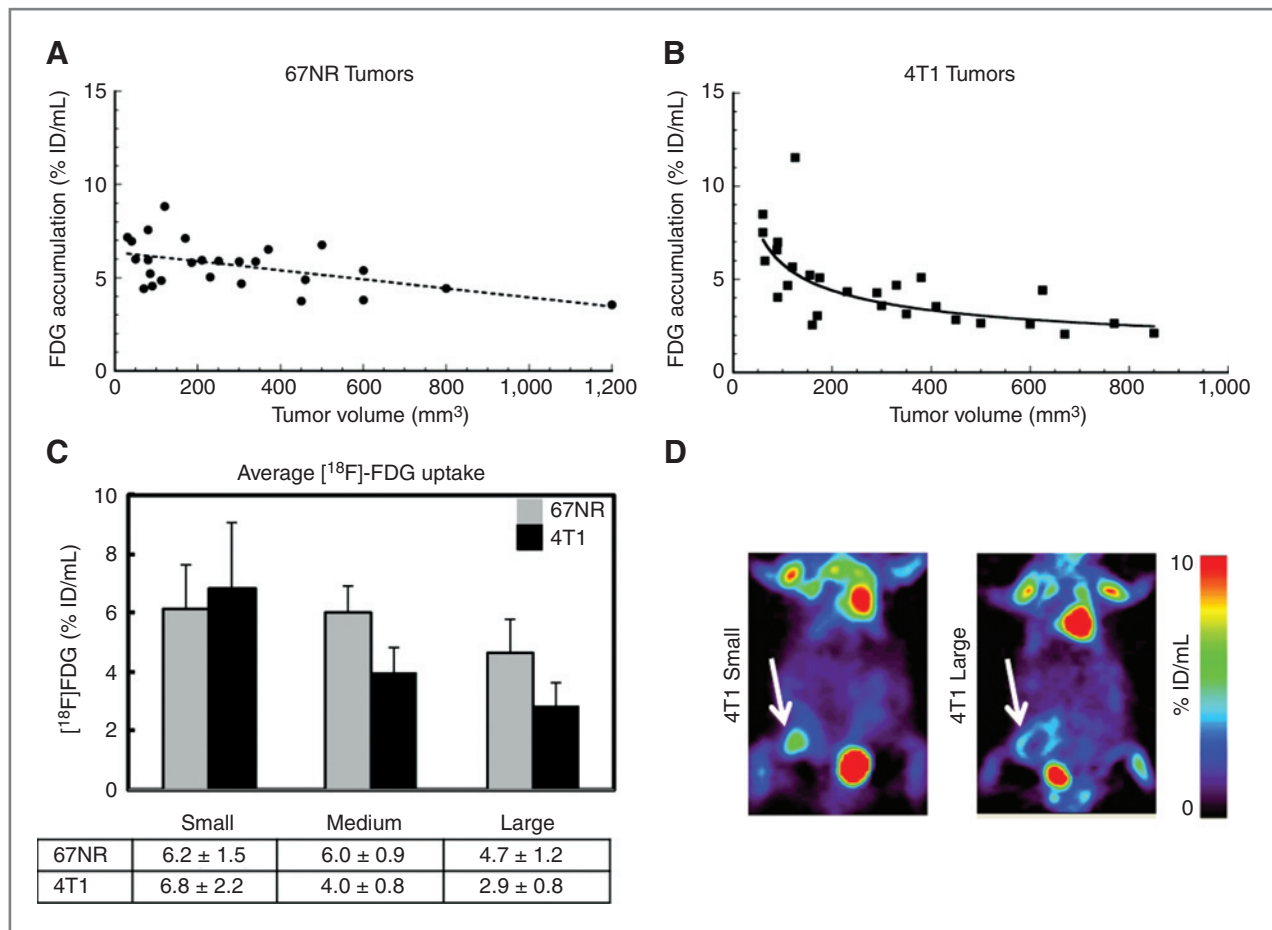 A
67NR Tumors
FDG accumulation (% ID/mL)
15
10
5
0
0 200 400 600 800 1,000 1,200
Tumor volume (mm³)
B
4T1 Tumors
FDG accumulation (% ID/mL)
15
10
5
0
0 200 400 600 800 1,000
Tumor volume (mm³)
C
Average [¹⁸F]-FDG uptake
[¹⁸F]FDG (% ID/mL)
10
8
6
4
2
0
67NR
4T1
Small Medium Large
67NR 6.2 ± 1.5 6.0 ± 0.9 4.7 ± 1.2
4T1 6.8 ± 2.2 4.0 ± 0.8 2.9 ± 0.8
D
4T1 Small
4T1 Large
10
% ID/mL
0